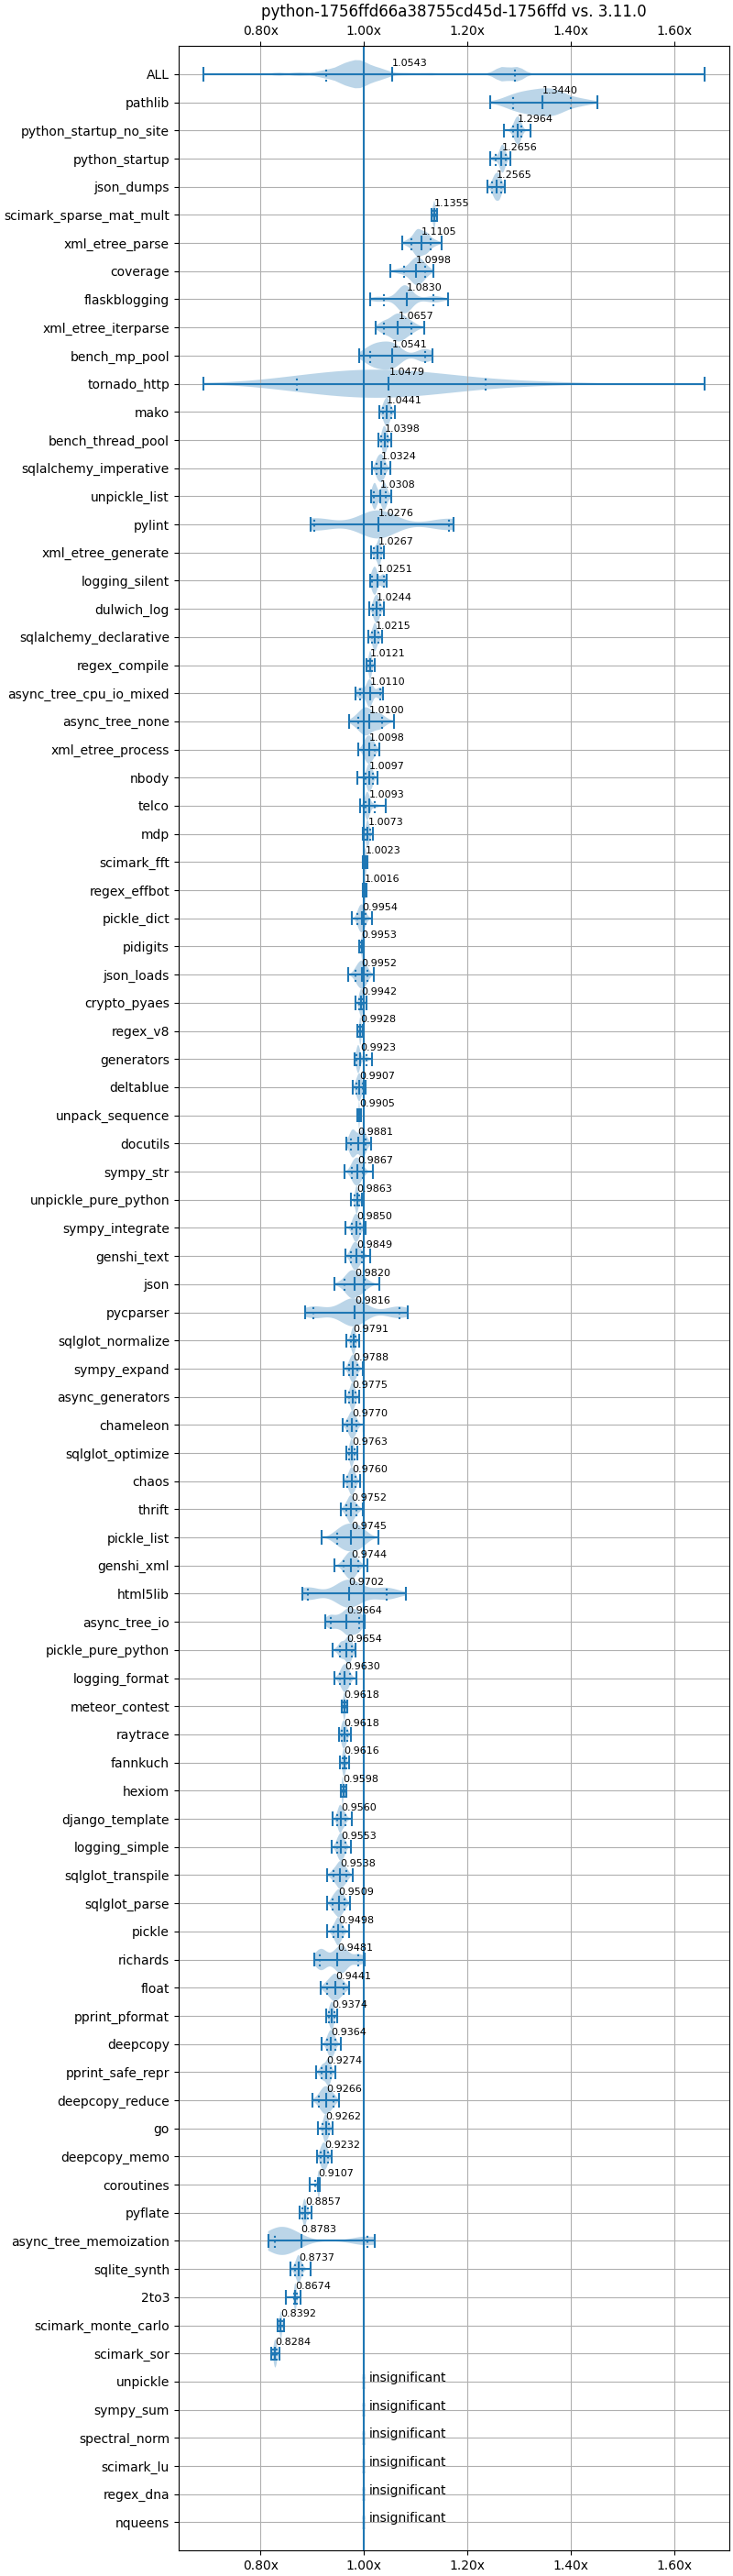 python-1756ffd66a38755cd45d-1756ffd vs. 3.11.0
0.80x 1.00x 1.20x 1.40x 1.60x
ALL 1.0543
pathlib 1.3440
python_startup_no_site 1.2964
python_startup 1.2656
json_dumps 1.2565
scimark_sparse_mat_mult 1.1355
xml_etree_parse 1.1105
coverage 1.0998
flaskblogging 1.0830
xml_etree_iterparse 1.0657
bench_mp_pool 1.0541
tornado_http 1.0479
mako 1.0441
bench_thread_pool 1.0398
sqlalchemy_imperative 1.0324
unpickle_list 1.0308
pylint 1.0276
xml_etree_generate 1.0267
logging_silent 1.0251
dulwich_log 1.0244
sqlalchemy_declarative 1.0215
regex_compile 1.0121
async_tree_cpu_io_mixed 1.0110
async_tree_none 1.0100
xml_etree_process 1.0098
nbody 1.0097
telco 1.0093
mdp 1.0073
scimark_fft 1.0023
regex_effbot 1.0016
pickle_dict 0.9954
pidigits 0.9953
json_loads 0.9952
crypto_pyaes 0.9942
regex_v8 0.9928
generators 0.9923
deltablue 0.9907
unpack_sequence 0.9905
docutils 0.9881
sympy_str 0.9867
unpickle_pure_python 0.9863
sympy_integrate 0.9850
genshi_text 0.9849
json 0.9820
pycparser 0.9816
sqlglot_normalize 0.9791
sympy_expand 0.9788
async_generators 0.9775
chameleon 0.9770
sqlglot_optimize 0.9763
chaos 0.9760
thrift 0.9752
pickle_list 0.9745
genshi_xml 0.9744
html5lib 0.9702
async_tree_io 0.9664
pickle_pure_python 0.9654
logging_format 0.9630
meteor_contest 0.9618
raytrace 0.9618
fannkuch 0.9616
hexiom 0.9598
django_template 0.9560
logging_simple 0.9553
sqlglot_transpile 0.9538
sqlglot_parse 0.9509
pickle 0.9498
richards 0.9481
float 0.9441
pprint_pformat 0.9374
deepcopy 0.9364
pprint_safe_repr 0.9274
deepcopy_reduce 0.9266
go 0.9262
deepcopy_memo 0.9232
coroutines 0.9107
pyflate 0.8857
async_tree_memoization 0.8783
sqlite_synth 0.8737
2to3 0.8674
scimark_monte_carlo 0.8392
scimark_sor 0.8284
unpickle insignificant
sympy_sum insignificant
spectral_norm insignificant
scimark_lu insignificant
regex_dna insignificant
nqueens insignificant
0.80x 1.00x 1.20x 1.40x 1.60x